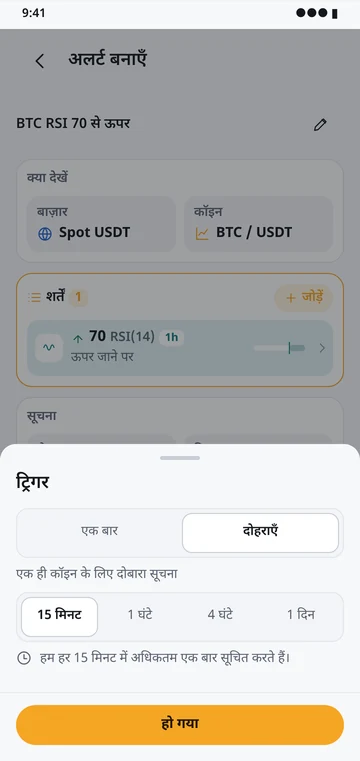 9:41
अलर्ट बनाएँ
BTC RSI 70 से ऊपर
क्या देखें
बाज़ार
Spot USDT
कॉइन
BTC / USDT
शर्तें 1
+ जोड़ें
↑ 70 RSI(14) 1h
ऊपर जाने पर
सूचना
ट्रिगर
एक बार
दोहराएँ
एक ही कॉइन के लिए दोबारा सूचना
15 मिनट
1 घंटे
4 घंटे
1 दिन
हम हर 15 मिनट में अधिकतम एक बार सूचित करते हैं।
हो गया